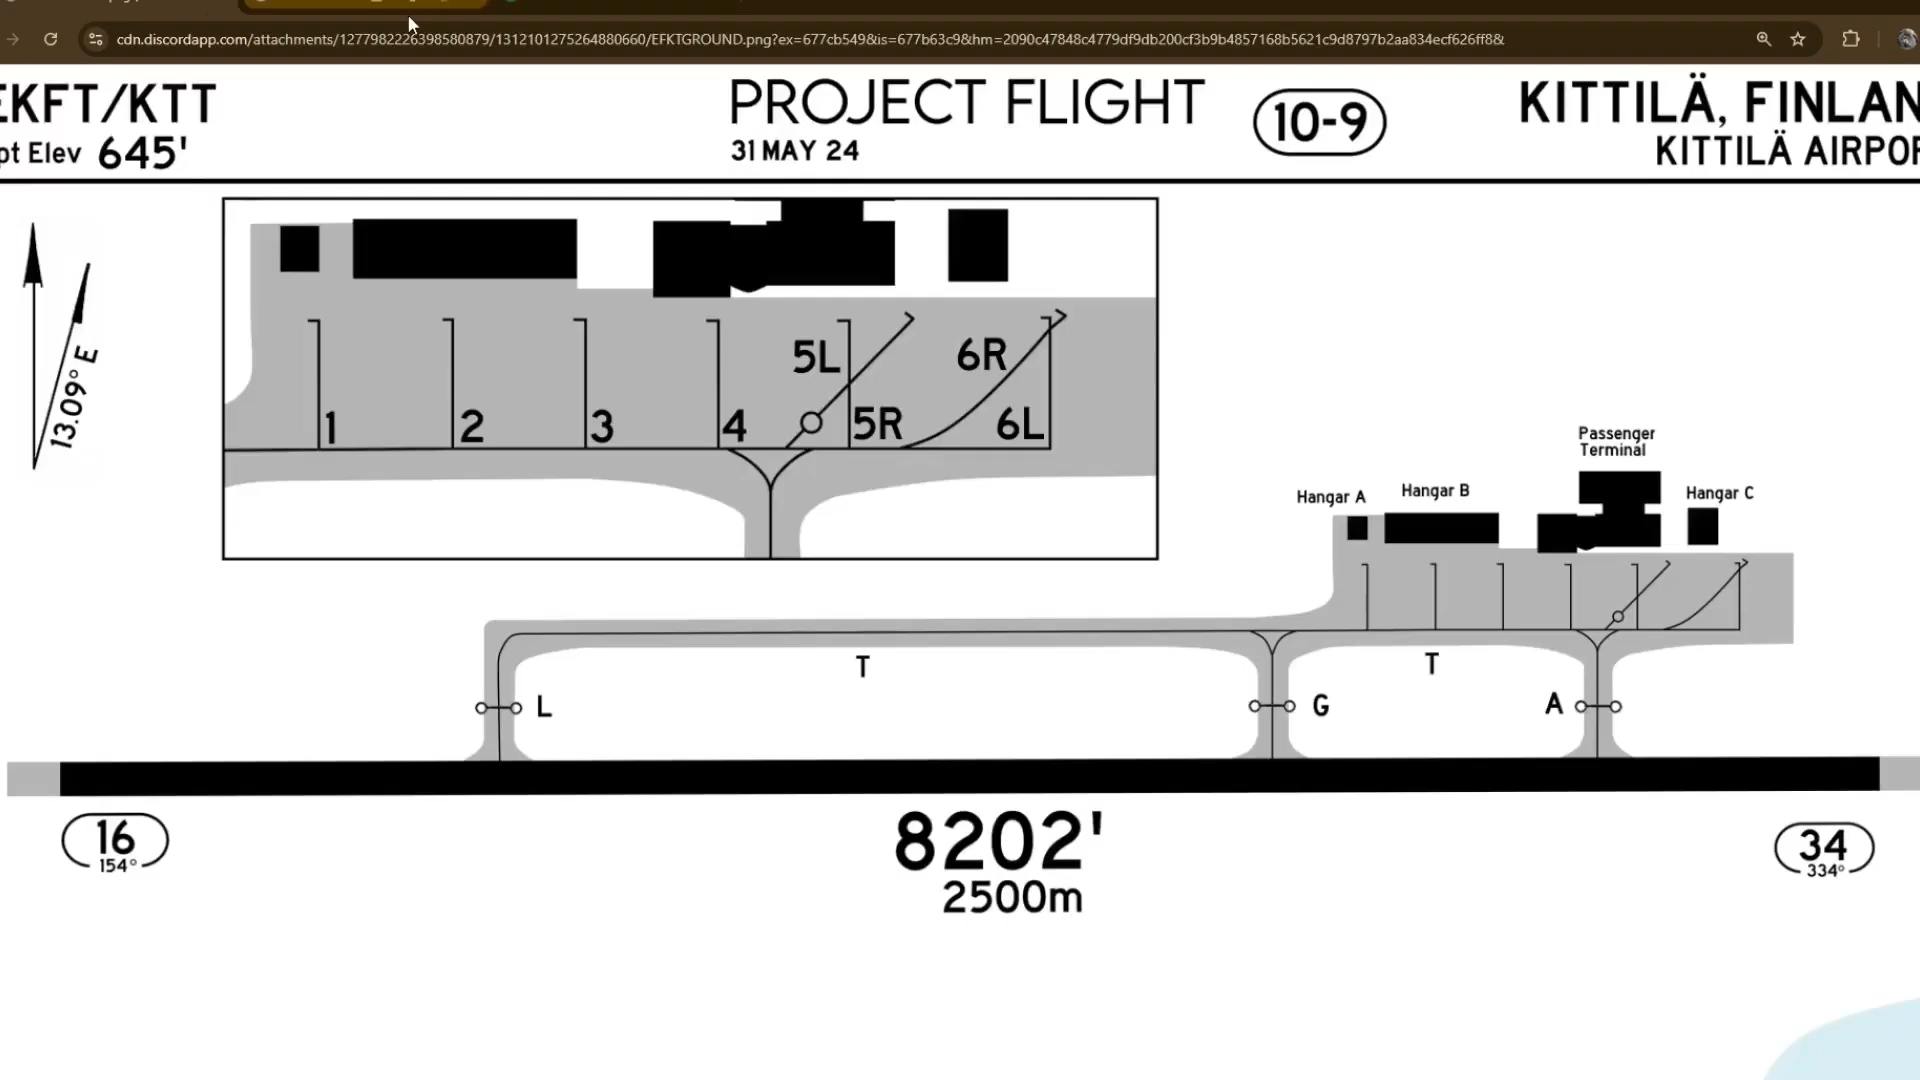 cdn.discordapp.com/attachments/1277982226398580879/1312101275264880660/EFKTGROUND.png?ex=677cb549&is=677b63c9&hm=2090c47848c4779df9db200cf3b9b4857168b5621c9d8797b2aa834ecf626ff8&
EKFT/KTT
pt Elev 645'
PROJECT FLIGHT
31 MAY 24
10-9
KITTILÄ, FINLAN
KITTILÄ AIRPOR
13.09° E
5L
6R
1
2
3
4
5R
6L
Passenger
Terminal
Hangar A
Hangar B
Hangar C
T
T
L
G
A
16
154°
8202'
2500m
34
334°